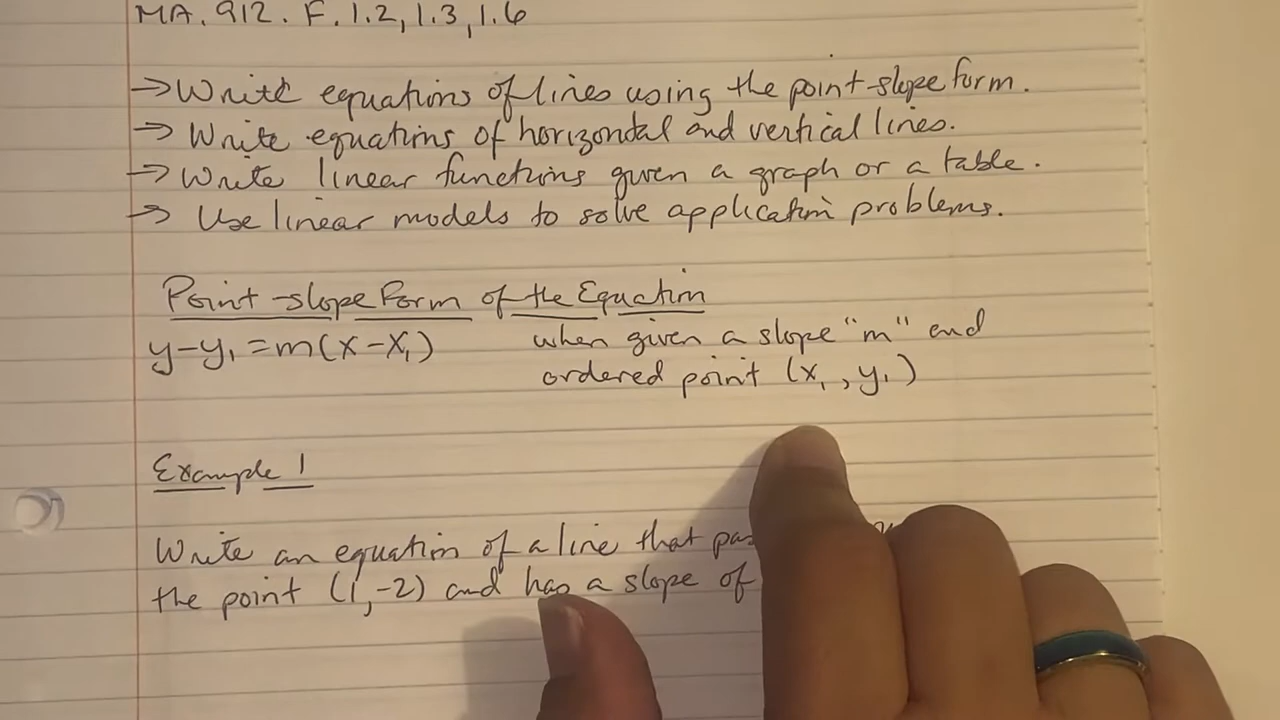 MA. 912. F. 1.2, 1.3, 1.6
→ Write equations of lines using the point-slope form.
→ Write equations of horizontal and vertical lines.
→ Write linear functions given a graph or a table.
→ Use linear models to solve application problems.
Point-slope Form of the Equation
y-y₁ = m(x-x₁) when given a slope "m" and
ordered point (x₁, y₁)
Example 1
Write an equation of a line that
the point (1,-2) and has a slope of